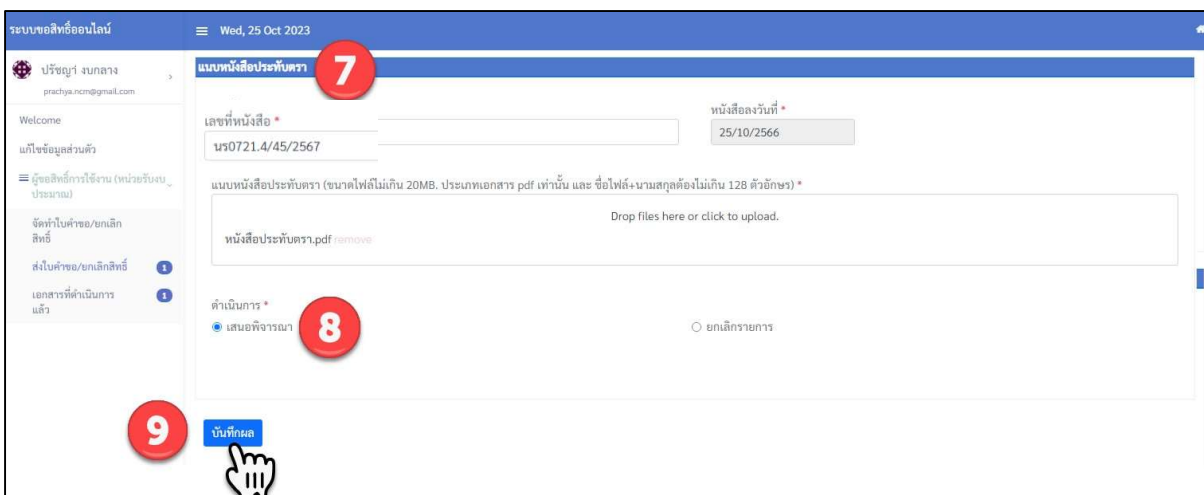 ระบบขอสิทธิ์ออนไลน์
Wed, 25 Oct 2023
ปรัชญา งบกลาง
prachya.ncm@gmail.com
Welcome
แก้ไขข้อมูลส่วนตัว
ผู้ขอสิทธิ์การใช้งาน (หน่วยรับงบ
ประมาณ)
จัดทำใบคำขอ/ยกเลิก
สิทธิ์
ส่งใบคำขอ/ยกเลิกสิทธิ์ 1
เอกสารที่ดำเนินการ 1
แล้ว
แนบหนังสือประทับตรา 7
เลขที่หนังสือ *
นร0721.4/45/2567
หนังสือลงวันที่ *
25/10/2566
แนบหนังสือประทับตรา (ขนาดไฟล์ไม่เกิน 20MB. ประเภทเอกสาร pdf เท่านั้น และ ชื่อไฟล์+นามสกุลต้องไม่เกิน 128 ตัวอักษร) *
Drop files here or click to upload.
หนังสือประทับตรา.pdf remove
ดำเนินการ *
เสนอพิจารณา 8 ยกเลิกรายการ
9 บันทึกผล